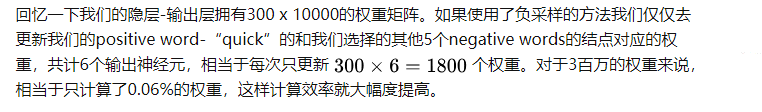 回忆一下我们的隐层-输出层拥有300 x 10000的权重矩阵。如果使用了负采样的方法我们仅仅去
更新我们的positive word-“quick”的和我们选择的其他5个negative words的结点对应的权
重，共计6个输出神经元，相当于每次只更新 300 × 6 = 1800 个权重。对于3百万的权重来说，
相当于只计算了0.06%的权重，这样计算效率就大幅度提高。